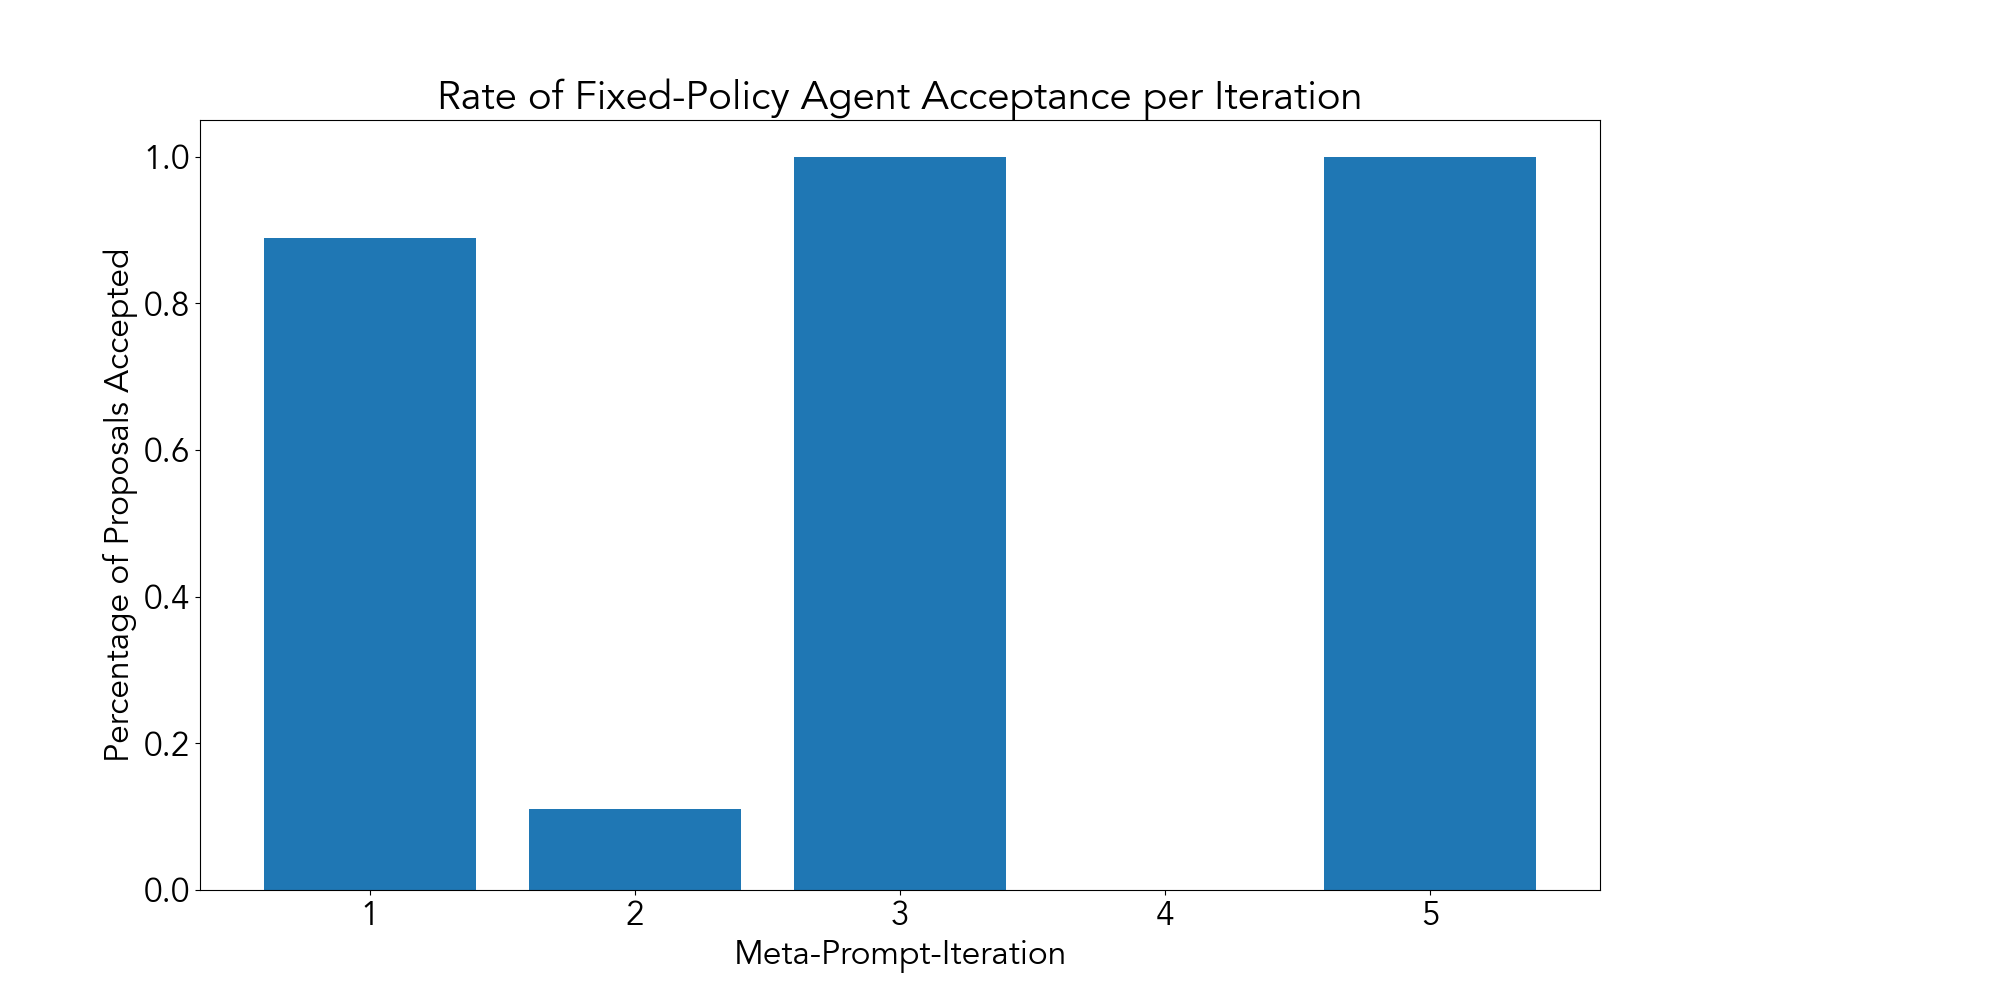 Rate of Fixed-Policy Agent Acceptance per Iteration
Percentage of Proposals Accepted
1.0
0.8
0.6
0.4
0.2
0.0
1 2 3 4 5
Meta-Prompt-Iteration